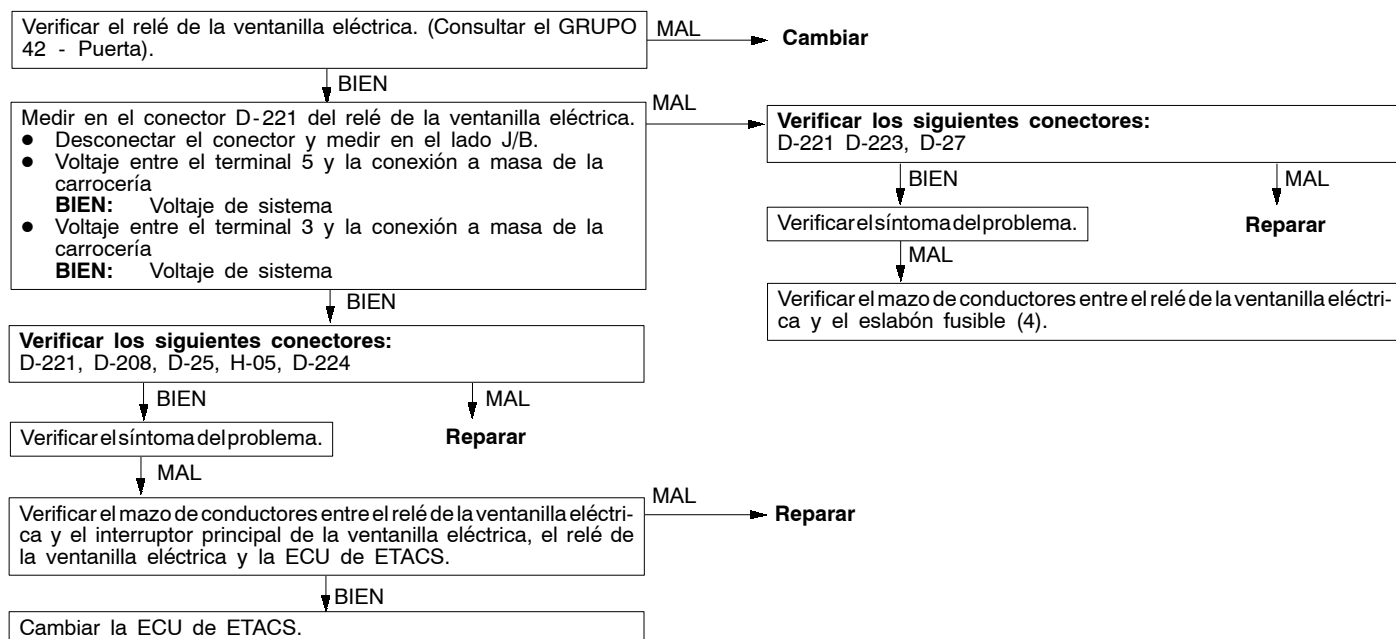 Verificar el relé de la ventanilla eléctrica. (Consultar el GRUPO
42 - Puerta).
MAL
Cambiar
BIEN
Medir en el conector D-221 del relé de la ventanilla eléctrica.
● Desconectar el conector y medir en el lado J/B.
● Voltaje entre el terminal 5 y la conexión a masa de la
carrocería
BIEN: Voltaje de sistema
● Voltaje entre el terminal 3 y la conexión a masa de la
carrocería
BIEN: Voltaje de sistema
MAL
Verificar los siguientes conectores:
D-221 D-223, D-27
BIEN
MAL
Verificar el síntoma del problema.
Reparar
MAL
Verificar el mazo de conductores entre el relé de la ventanilla eléctri-
ca y el eslabón fusible (4).
BIEN
Verificar los siguientes conectores:
D-221, D-208, D-25, H-05, D-224
BIEN
MAL
Verificar el síntoma del problema.
Reparar
MAL
Verificar el mazo de conductores entre el relé de la ventanilla eléctri-
ca y el interruptor principal de la ventanilla eléctrica, el relé de
la ventanilla eléctrica y la ECU de ETACS.
MAL
Reparar
BIEN
Cambiar la ECU de ETACS.